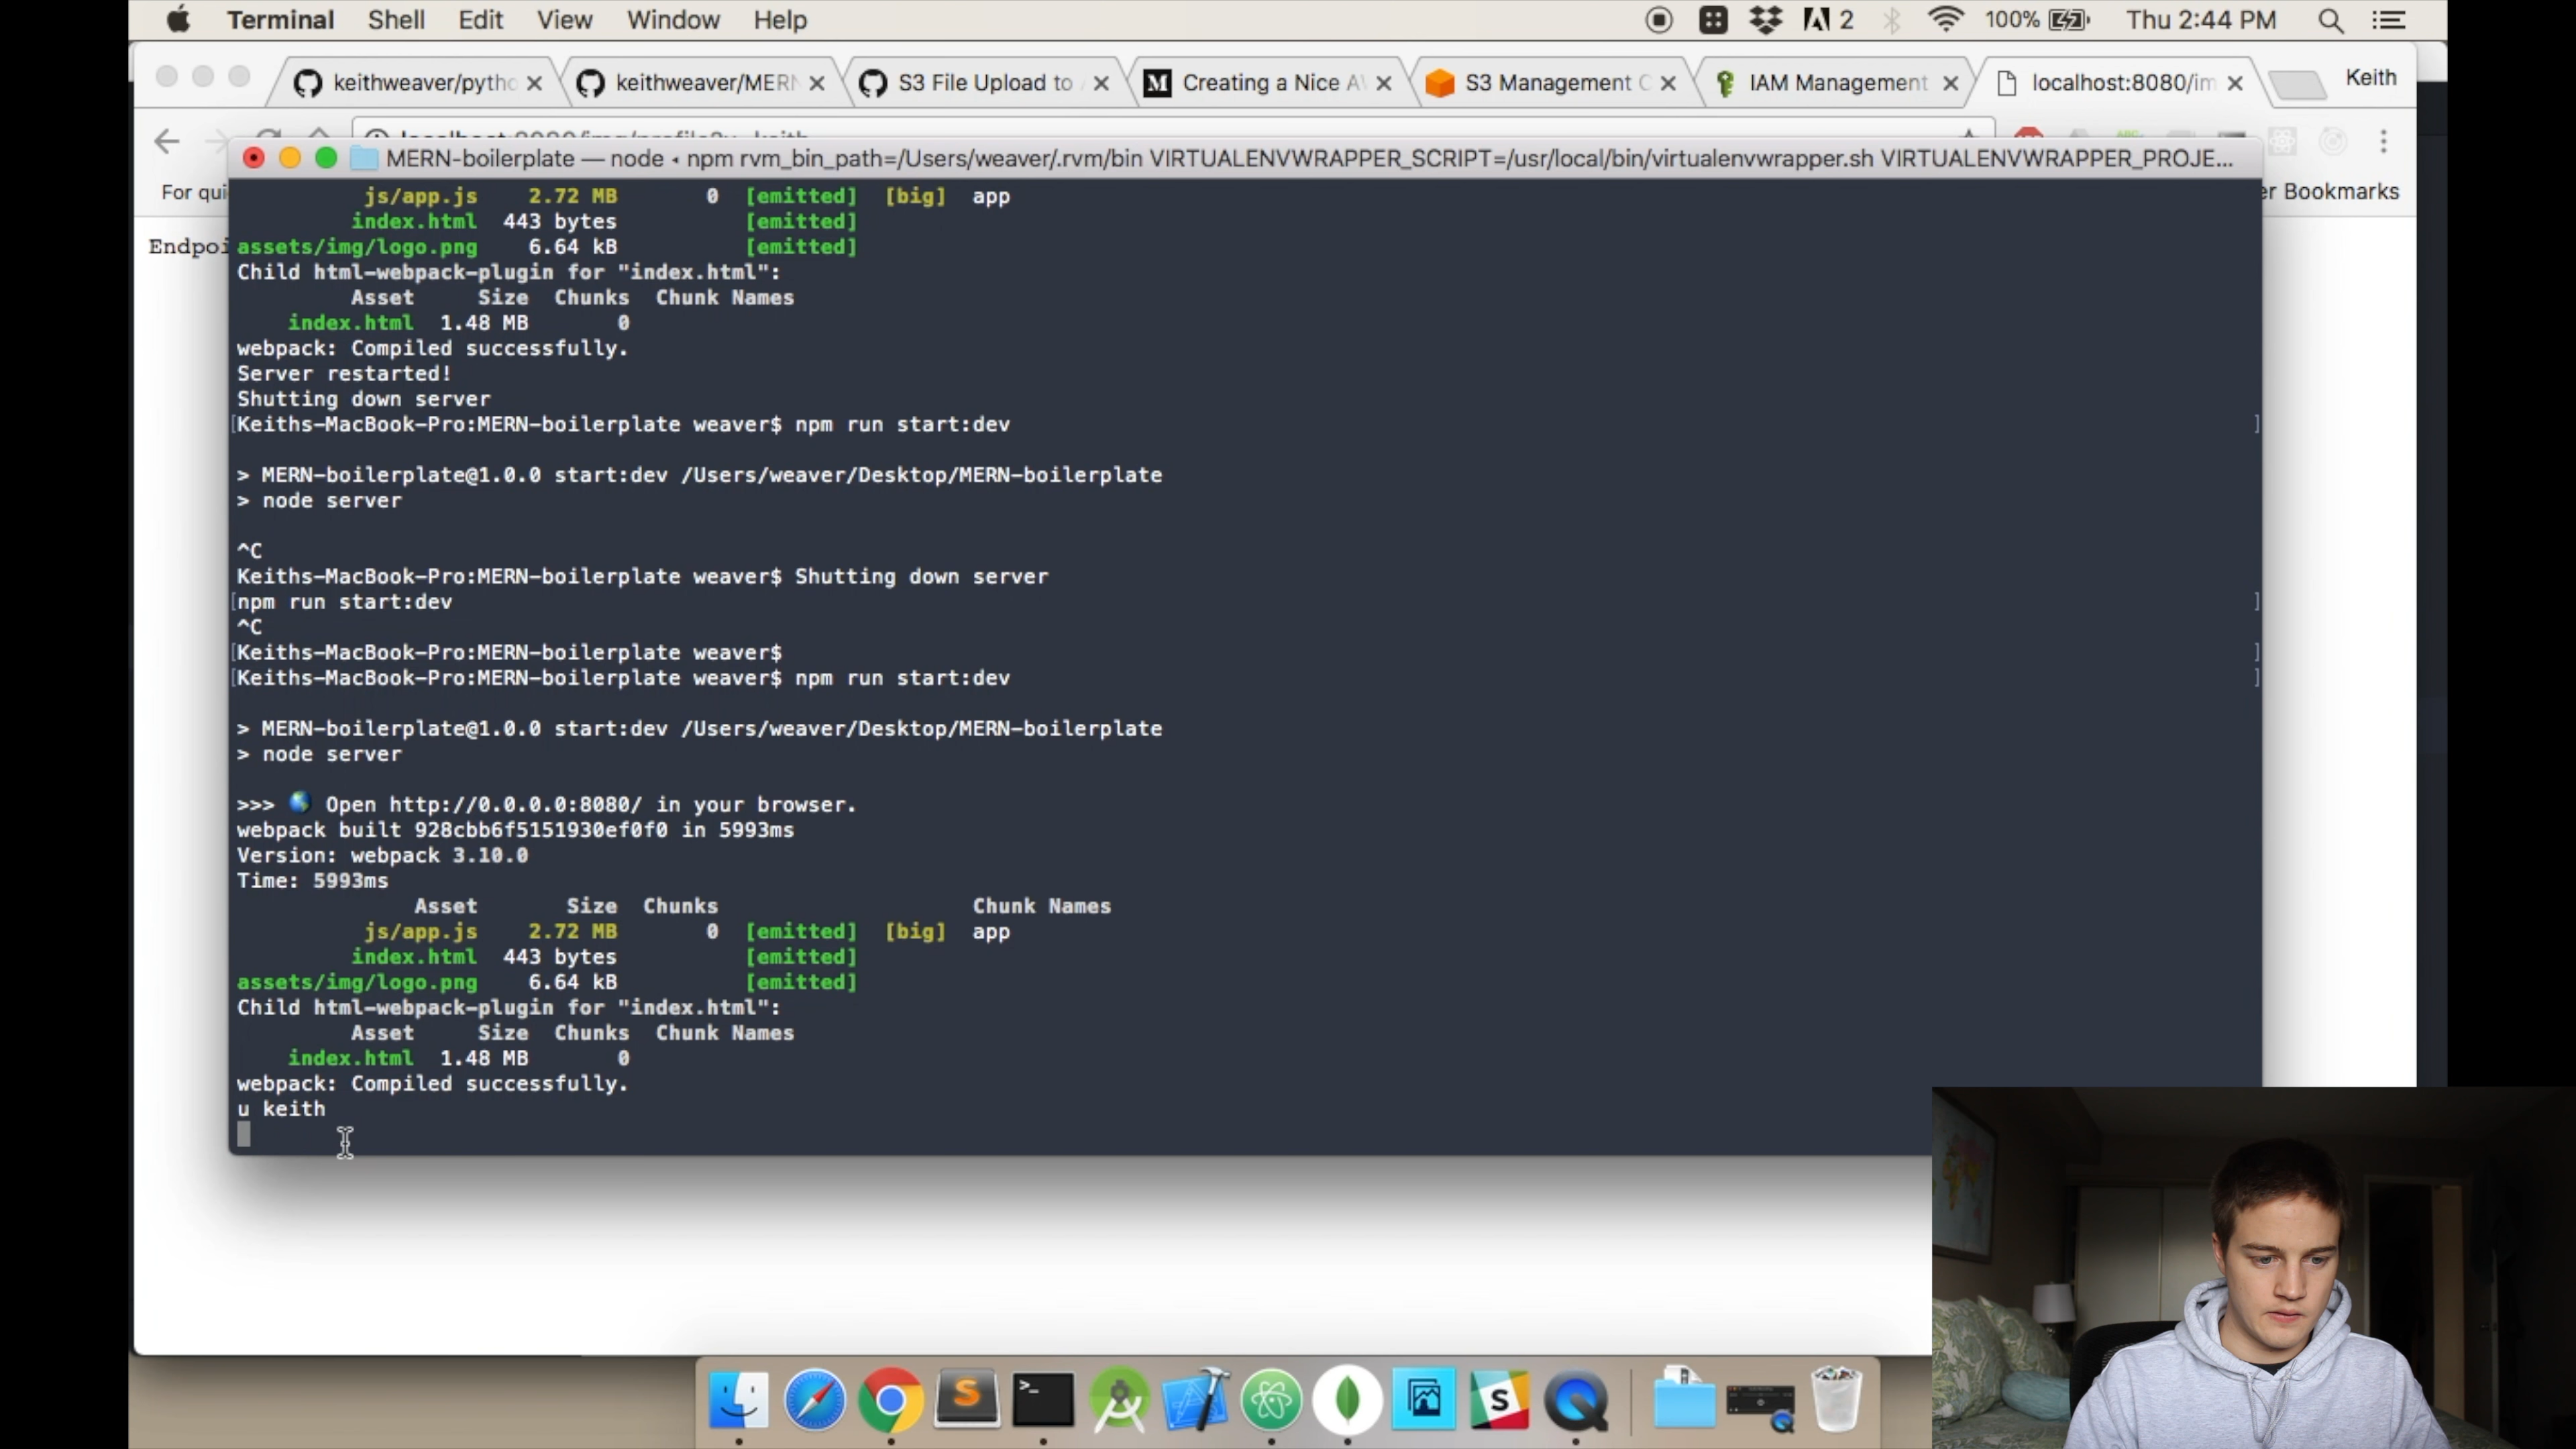 Terminal Shell Edit View Window Help 2 100% Thu 2:44 PM
keithweaver/pytho keithweaver/MERN S3 File Upload to Creating a Nice A S3 Management C IAM Management localhost:8080/im Keith
MERN-boilerplate — node ◂ npm rvm_bin_path=/Users/weaver/.rvm/bin VIRTUALENVWRAPPER_SCRIPT=/usr/local/bin/virtualenvwrapper.sh VIRTUALENVWRAPPER_PROJE...
For qui er Bookmarks
js/app.js 2.72 MB 0 [emitted] [big] app
index.html 443 bytes [emitted]
Endpoi assets/img/logo.png 6.64 kB [emitted]
Child html-webpack-plugin for "index.html":
Asset Size Chunks Chunk Names
index.html 1.48 MB 0
webpack: Compiled successfully.
Server restarted!
Shutting down server
[Keiths-MacBook-Pro:MERN-boilerplate weaver$ npm run start:dev ]
> MERN-boilerplate@1.0.0 start:dev /Users/weaver/Desktop/MERN-boilerplate
> node server
^C
Keiths-MacBook-Pro:MERN-boilerplate weaver$ Shutting down server
[npm run start:dev ]
^C
[Keiths-MacBook-Pro:MERN-boilerplate weaver$ ]
[Keiths-MacBook-Pro:MERN-boilerplate weaver$ npm run start:dev ]
> MERN-boilerplate@1.0.0 start:dev /Users/weaver/Desktop/MERN-boilerplate
> node server
>>> 🌎 Open http://0.0.0.0:8080/ in your browser.
webpack built 928cbb6f5151930ef0f0 in 5993ms
Version: webpack 3.10.0
Time: 5993ms
Asset Size Chunks Chunk Names
js/app.js 2.72 MB 0 [emitted] [big] app
index.html 443 bytes [emitted]
assets/img/logo.png 6.64 kB [emitted]
Child html-webpack-plugin for "index.html":
Asset Size Chunks Chunk Names
index.html 1.48 MB 0
webpack: Compiled successfully.
u keith